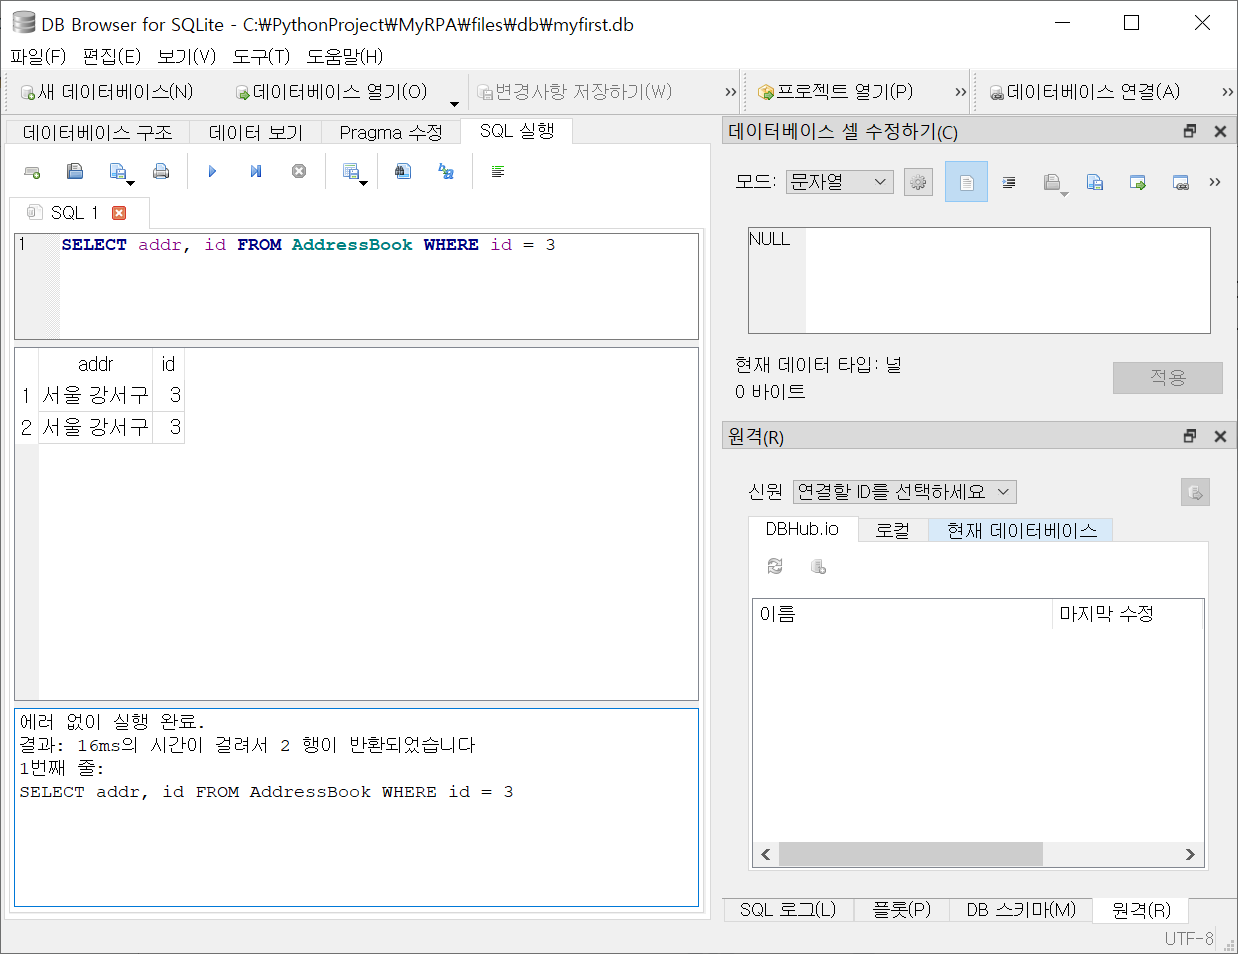 DB Browser for SQLite - C:₩PythonProject₩MyRPA₩files₩db₩myfirst.db
파일(F) 편집(E) 보기(V) 도구(T) 도움말(H)
새 데이터베이스(N) 데이터베이스 열기(O) 변경사항 저장하기(W) » 프로젝트 열기(P) » 데이터베이스 연결(A) »
데이터베이스 구조 데이터 보기 Pragma 수정 SQL 실행
SQL 1
1 SELECT addr, id FROM AddressBook WHERE id = 3
addr id
1 서울 강서구 3
2 서울 강서구 3
에러 없이 실행 완료.
결과: 16ms의 시간이 걸려서 2 행이 반환되었습니다
1번째 줄:
SELECT addr, id FROM AddressBook WHERE id = 3
데이터베이스 셀 수정하기(C)
모드: 문자열 »
NULL
현재 데이터 타입: 널
0 바이트
적용
원격(R)
신원 연결할 ID를 선택하세요
DBHub.io 로컬 현재 데이터베이스
이름 마지막 수정
SQL 로그(L) 플롯(P) DB 스키마(M) 원격(R)
UTF-8